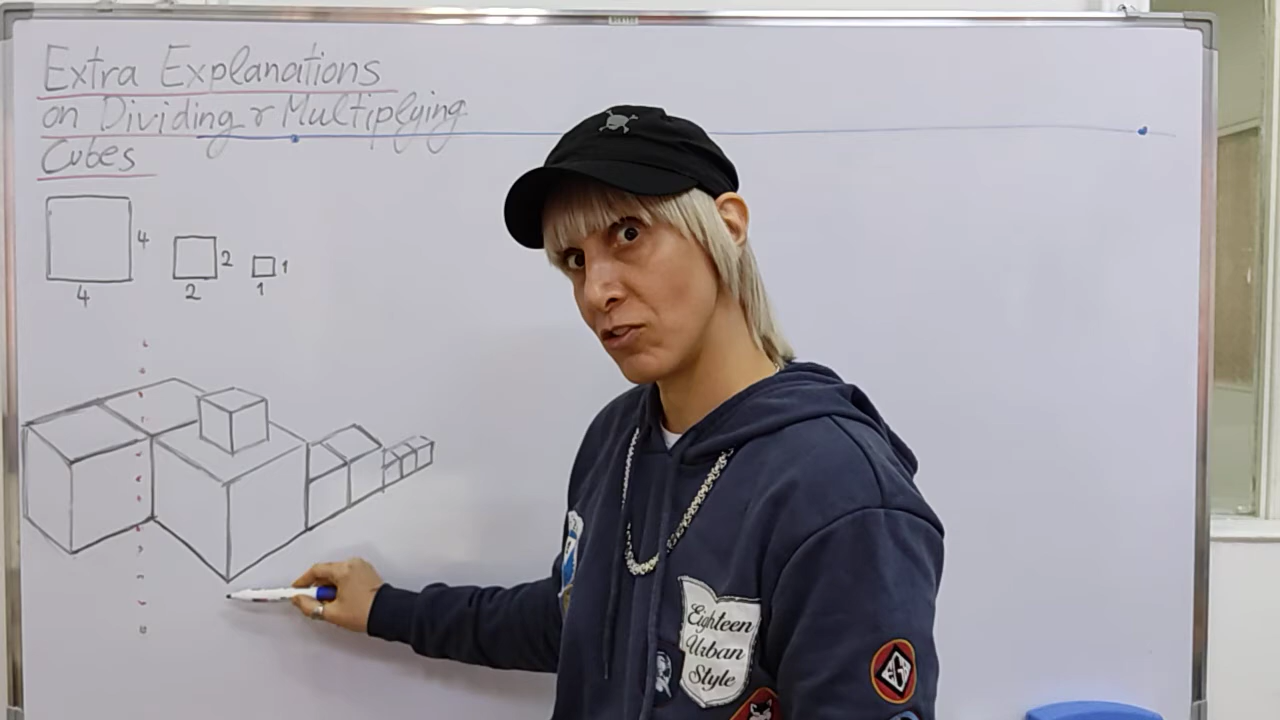 Extra Explanations
on Dividing & Multiplying
Cubes
4
4
2
2
1
1
Eighteen
Urban
Style